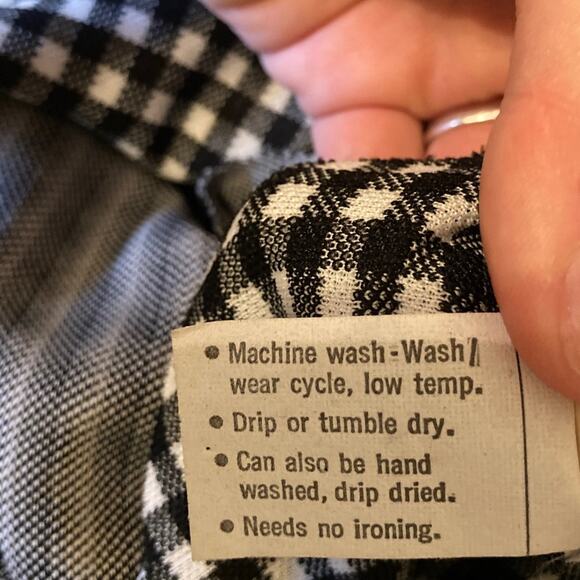 • Machine wash-Wash/
wear cycle, low temp.
• Drip or tumble dry.
• Can also be hand
washed, drip dried.
• Needs no ironing.